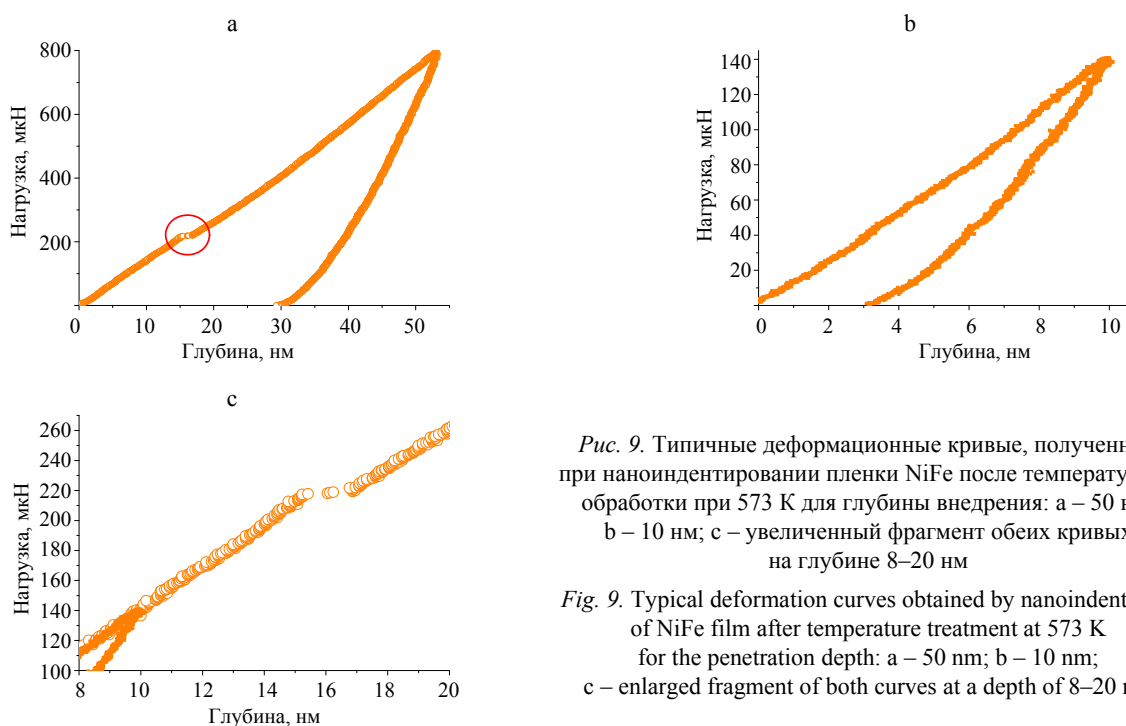 a
800
600
400
200
0
10
20
30
40
50
Нагрузка, мкН
Глубина, нм
b
140
120
100
80
60
40
20
0
2
4
6
8
10
Нагрузка, мкН
Глубина, нм
c
260
240
220
200
180
160
140
120
100
8
10
12
14
16
18
20
Нагрузка, мкН
Глубина, нм
Рис. 9. Типичные деформационные кривые, полученн
при наноиндентировании пленки NiFe после температу
обработки при 573 К для глубины внедрения: a – 50 н
b – 10 нм; c – увеличенный фрагмент обеих кривых
на глубине 8–20 нм
Fig. 9. Typical deformation curves obtained by nanoindent
of NiFe film after temperature treatment at 573 K
for the penetration depth: a – 50 nm; b – 10 nm;
c – enlarged fragment of both curves at a depth of 8–20 n